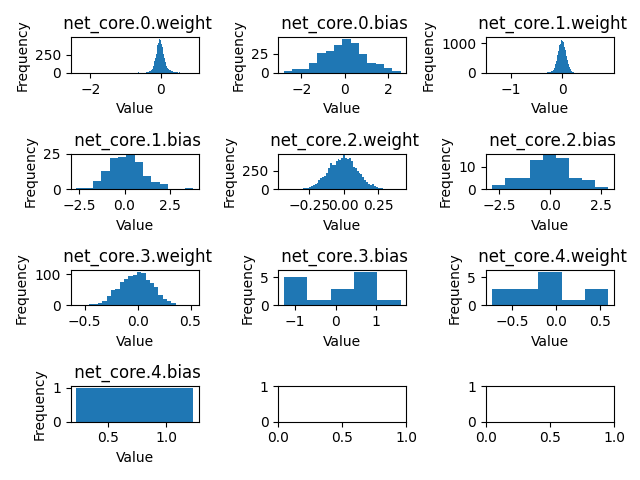 net_core.0.weight
Frequency
250
0
−2
0
Value
net_core.0.bias
Frequency
25
0
−2
0
2
Value
net_core.1.weight
Frequency
1000
0
−1
0
Value
net_core.1.bias
Frequency
25
0
−2.5
0.0
2.5
Value
net_core.2.weight
Frequency
250
0
−0.25
0.00
0.25
Value
net_core.2.bias
Frequency
10
0
−2.5
0.0
2.5
Value
net_core.3.weight
Frequency
100
0
−0.5
0.0
0.5
Value
net_core.3.bias
Frequency
5
0
−1
0
1
Value
net_core.4.weight
Frequency
5
0
−0.5
0.0
0.5
Value
net_core.4.bias
Frequency
1
0
0.5
1.0
Value
1
0
0.0
0.5
1.0
1
0
0.0
0.5
1.0